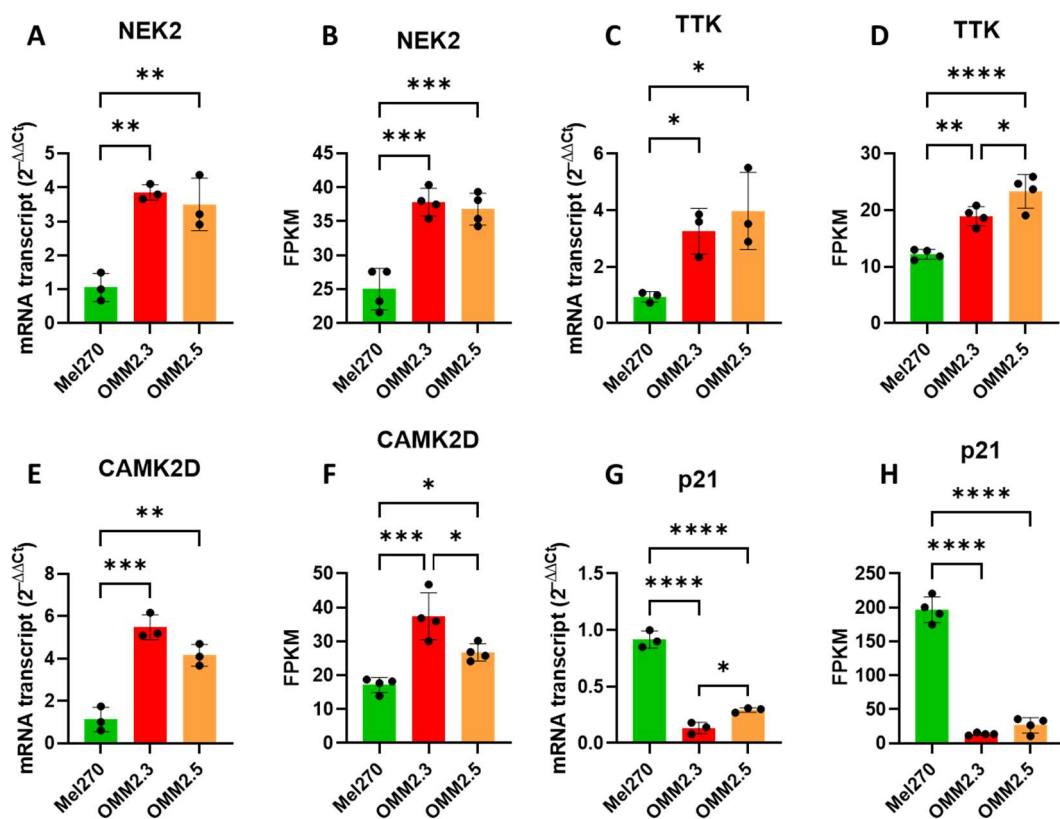 A NEK2
**
**
mRNA transcript (2^−ΔΔCt)
5
4
3
2
1
0
Mel270
OMM2.3
OMM2.5
B NEK2
***
***
FPKM
45
40
35
30
25
20
Mel270
OMM2.3
OMM2.5
C TTK
*
*
mRNA transcript (2^−ΔΔCt)
6
4
2
0
Mel270
OMM2.3
OMM2.5
D TTK
****
** *
FPKM
30
20
10
0
Mel270
OMM2.3
OMM2.5
E CAMK2D
**
***
mRNA transcript (2^−ΔΔCt)
8
6
4
2
0
Mel270
OMM2.3
OMM2.5
F CAMK2D
*
*** *
FPKM
50
40
30
20
10
0
Mel270
OMM2.3
OMM2.5
G p21
****
****
*
mRNA transcript (2^−ΔΔCt)
1.5
1.0
0.5
0.0
Mel270
OMM2.3
OMM2.5
H p21
****
****
FPKM
250
200
150
100
50
0
Mel270
OMM2.3
OMM2.5